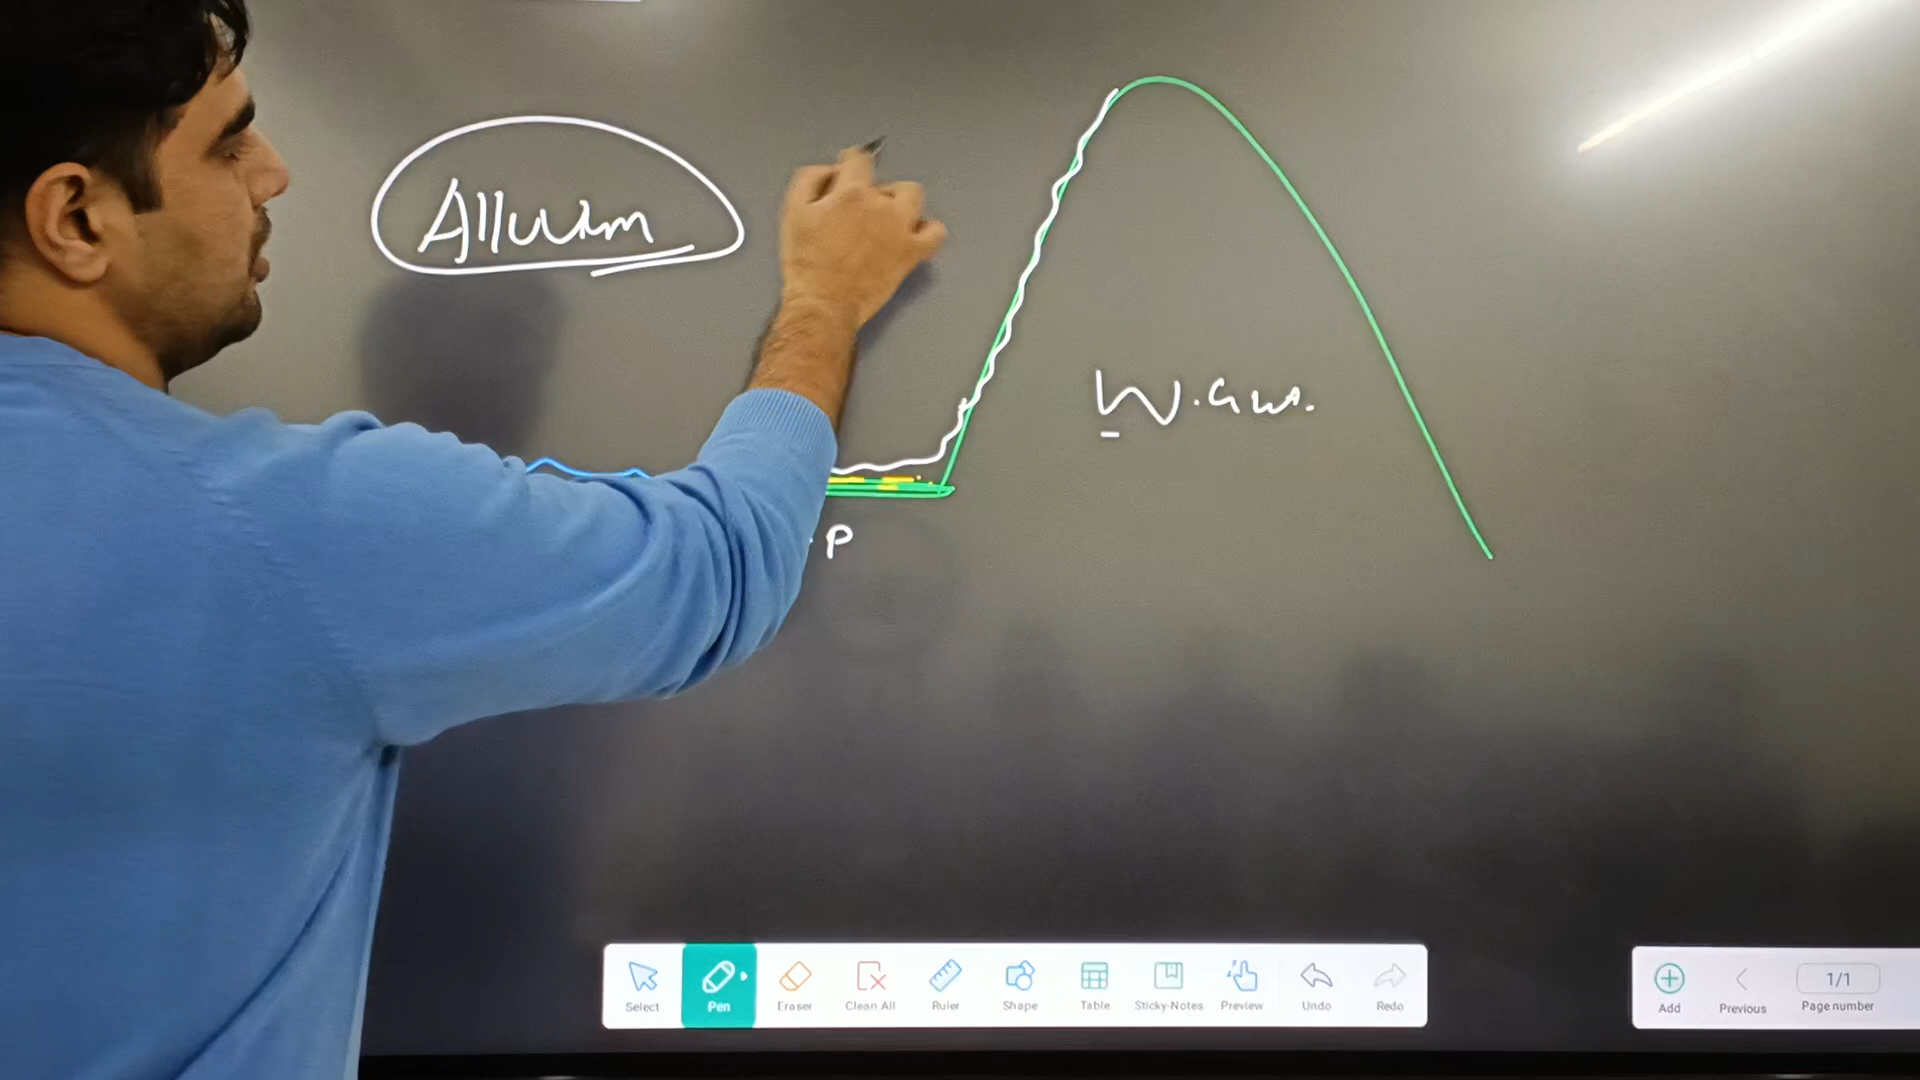 Alluvium
W. Gws.
P
Select
Pen
Eraser
Clean All
Ruler
Shape
Table
Sticky-Notes
Preview
Undo
Redo
Add
Previous
1/1
Page number